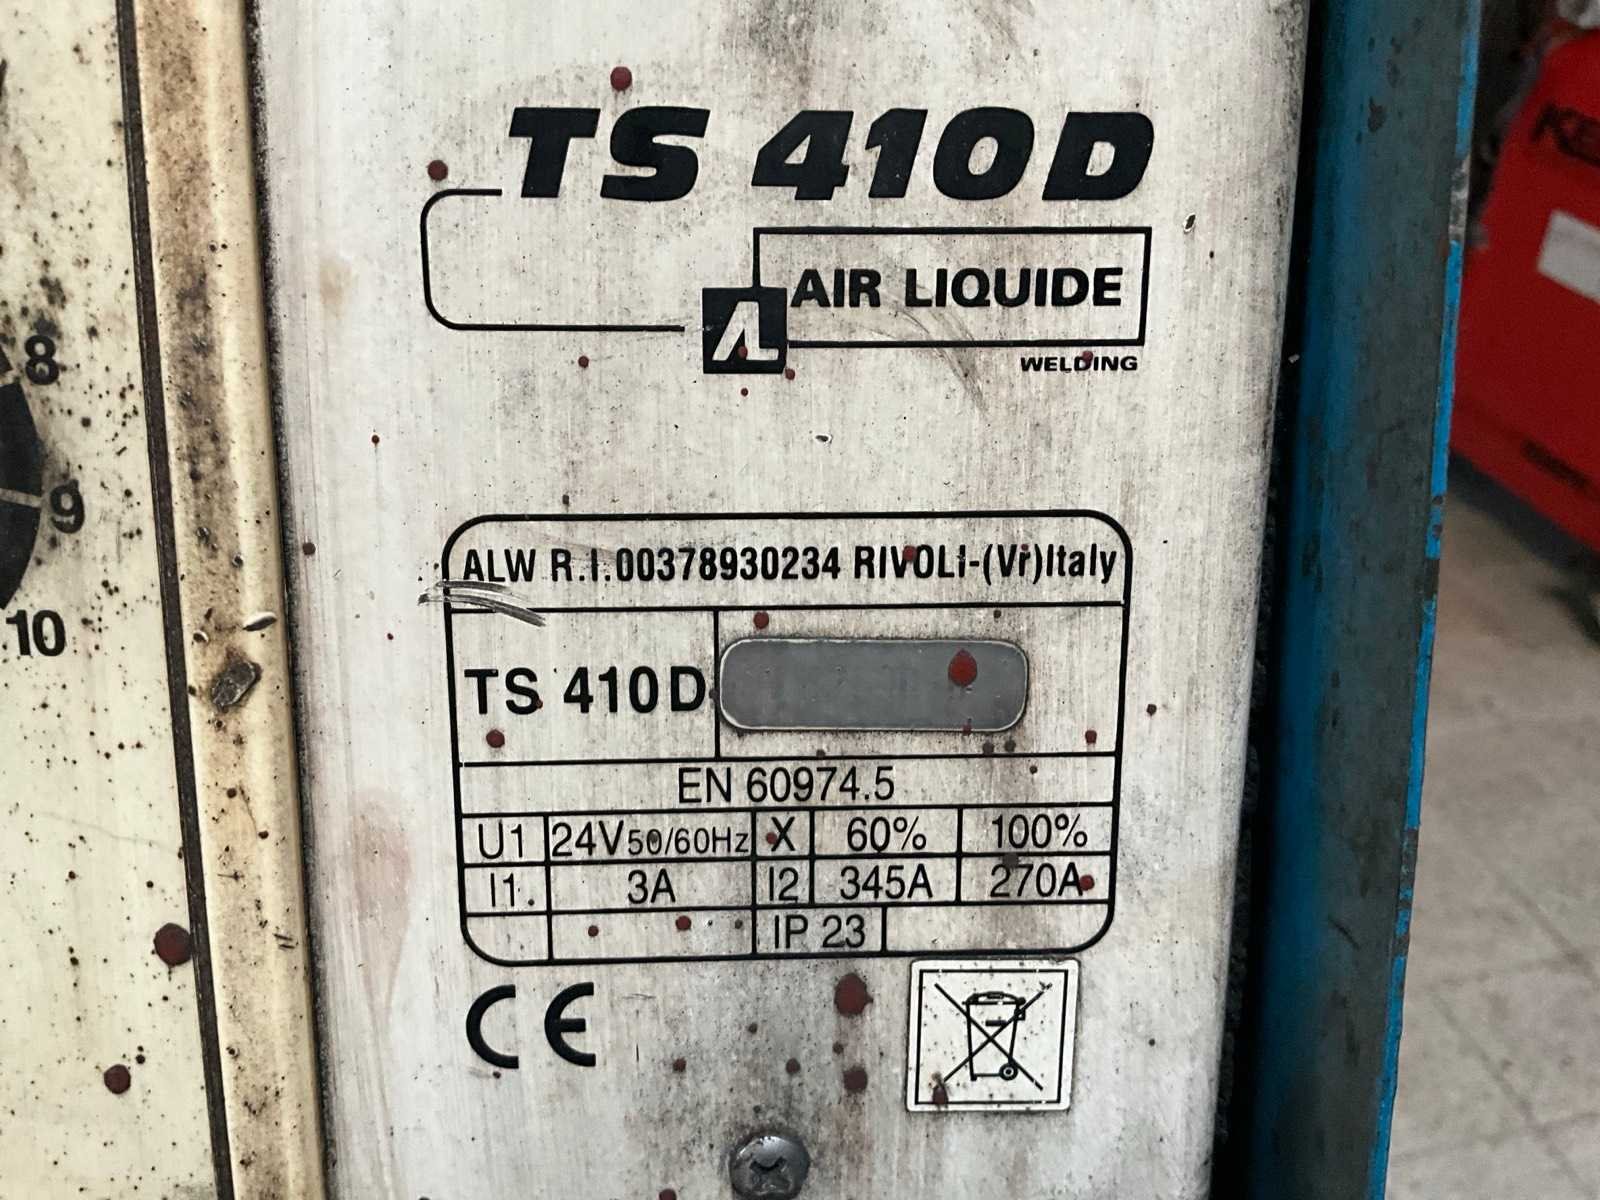 TS 410D
AIR LIQUIDE
WELDING
8
9
10
ALW R.I.00378930234 RIVOLI-(Vr)Italy
TS 410D
EN 60974.5
U1 24V50/60Hz X 60% 100%
I1. 3A I2 345A 270A
IP 23
CE